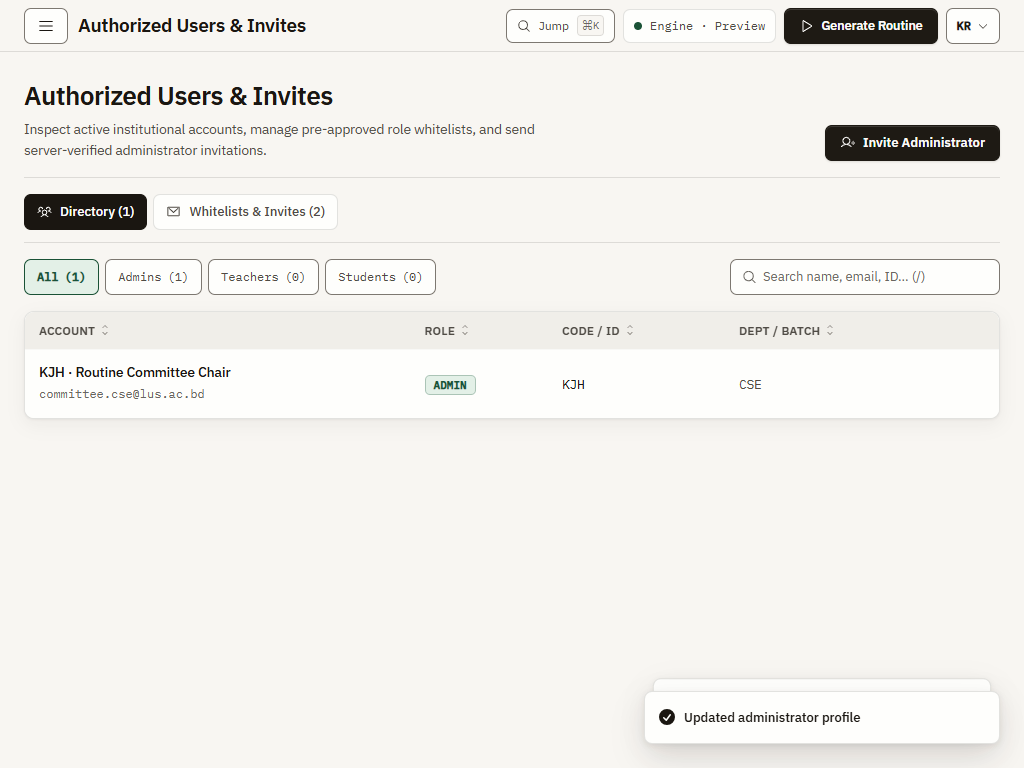 Authorized Users & Invites
Jump ⌘K
Engine · Preview
Generate Routine
KR
Authorized Users & Invites
Inspect active institutional accounts, manage pre-approved role whitelists, and send
server-verified administrator invitations.
Invite Administrator
Directory (1)
Whitelists & Invites (2)
All (1)
Admins (1)
Teachers (0)
Students (0)
Search name, email, ID... (/)
ACCOUNT
ROLE
CODE / ID
DEPT / BATCH
KJH · Routine Committee Chair
committee.cse@lus.ac.bd
ADMIN
KJH
CSE
Updated administrator profile